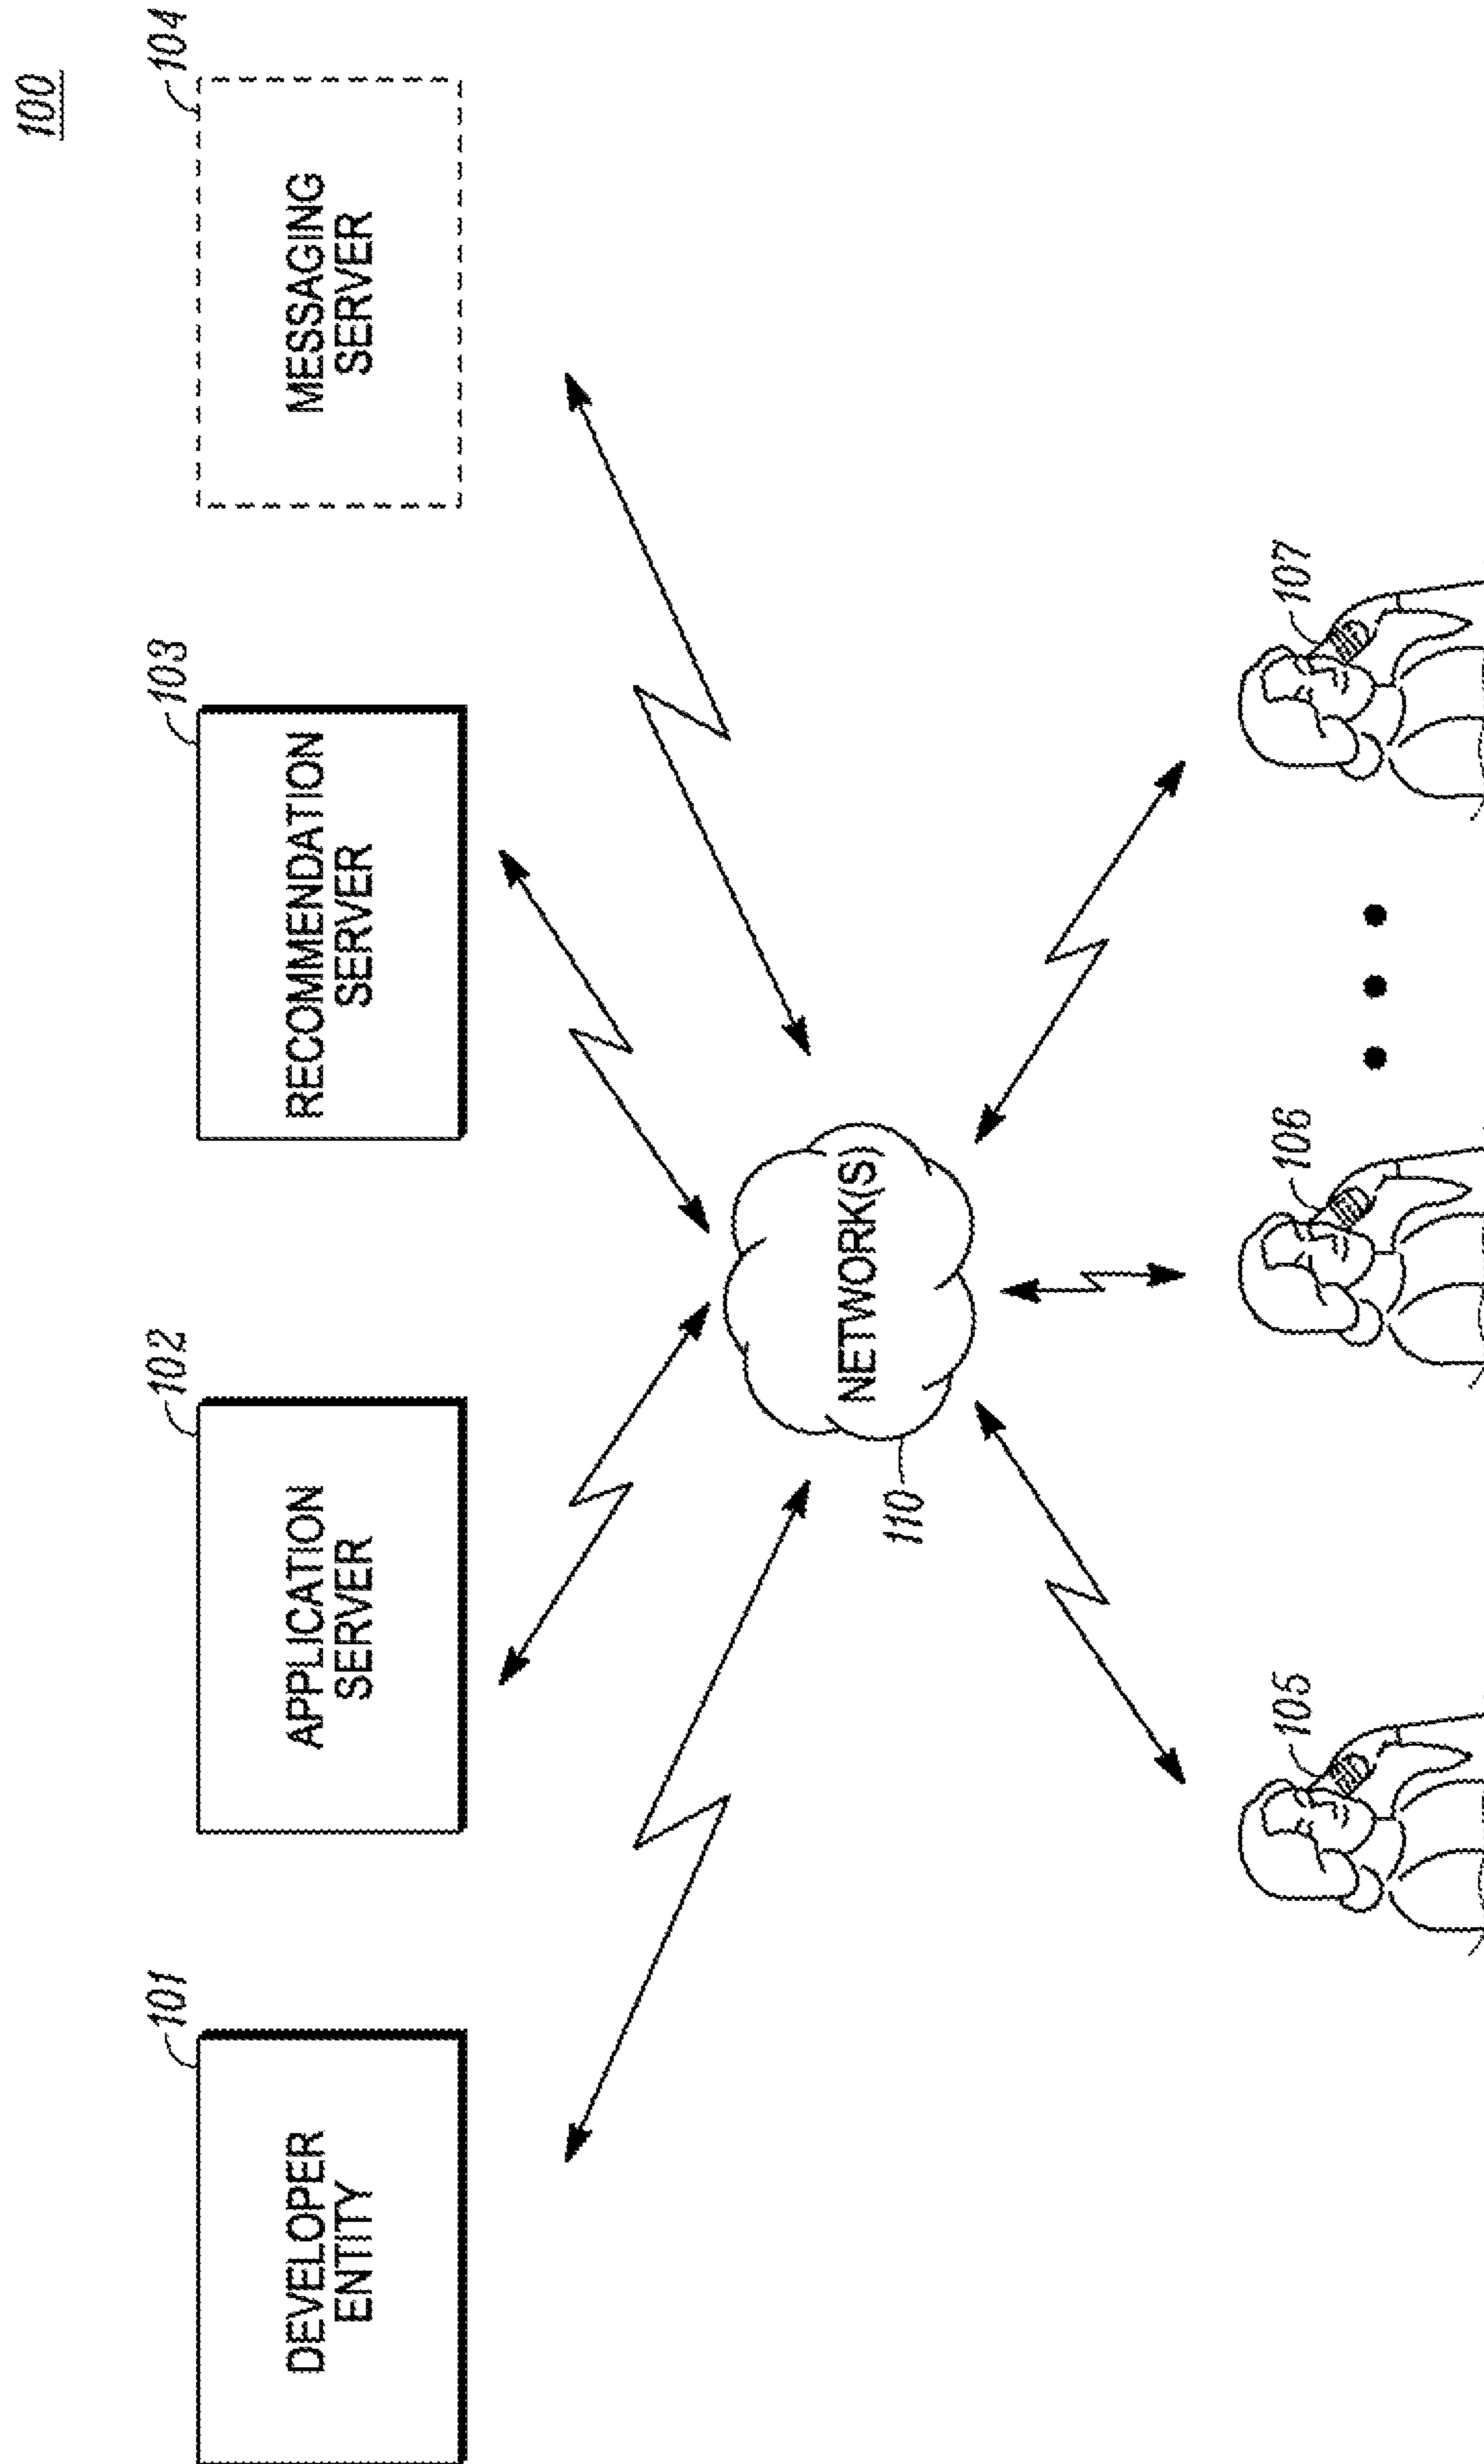 100
101
102
103
104
DEVELOPER
ENTITY
APPLICATION
SERVER
RECOMMENDATION
SERVER
MESSAGING
SERVER
NETWORK(S)
110
105
106
107